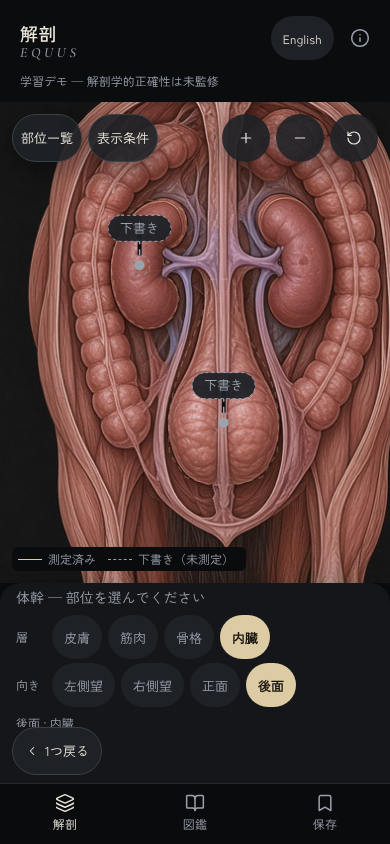 解剖
EQUUS
English
学習デモ — 解剖学的正確性は未監修
部位一覧
表示条件
下書き
下書き
測定済み
下書き（未測定）
体幹 — 部位を選んでください
層
皮膚
筋肉
骨格
内臓
向き
左側望
右側望
正面
後面
後面 · 内臓
1つ戻る
解剖
図鑑
保存